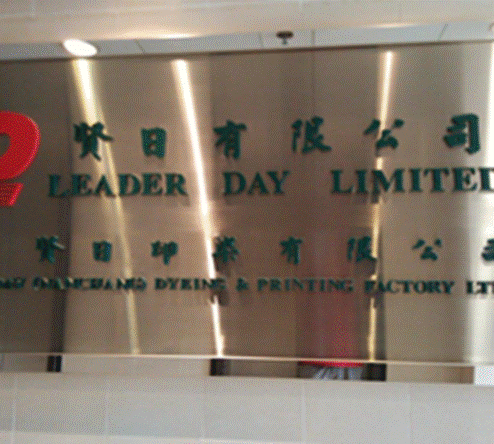 賢日有限公司
LEADER DAY LIMITED
賢日印染有限公
DYEING & PRINTING FACTORY LT